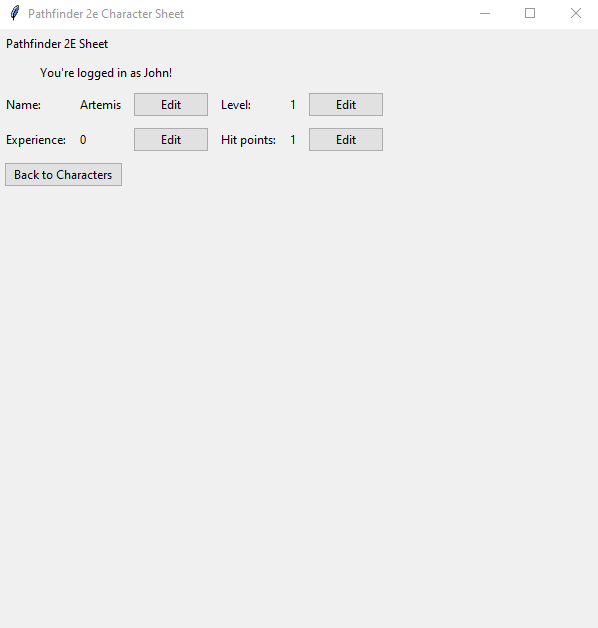 Pathfinder 2e Character Sheet
Pathfinder 2E Sheet
You're logged in as John!
Name: Artemis Edit Level: 1 Edit
Experience: 0 Edit Hit points: 1 Edit
Back to Characters